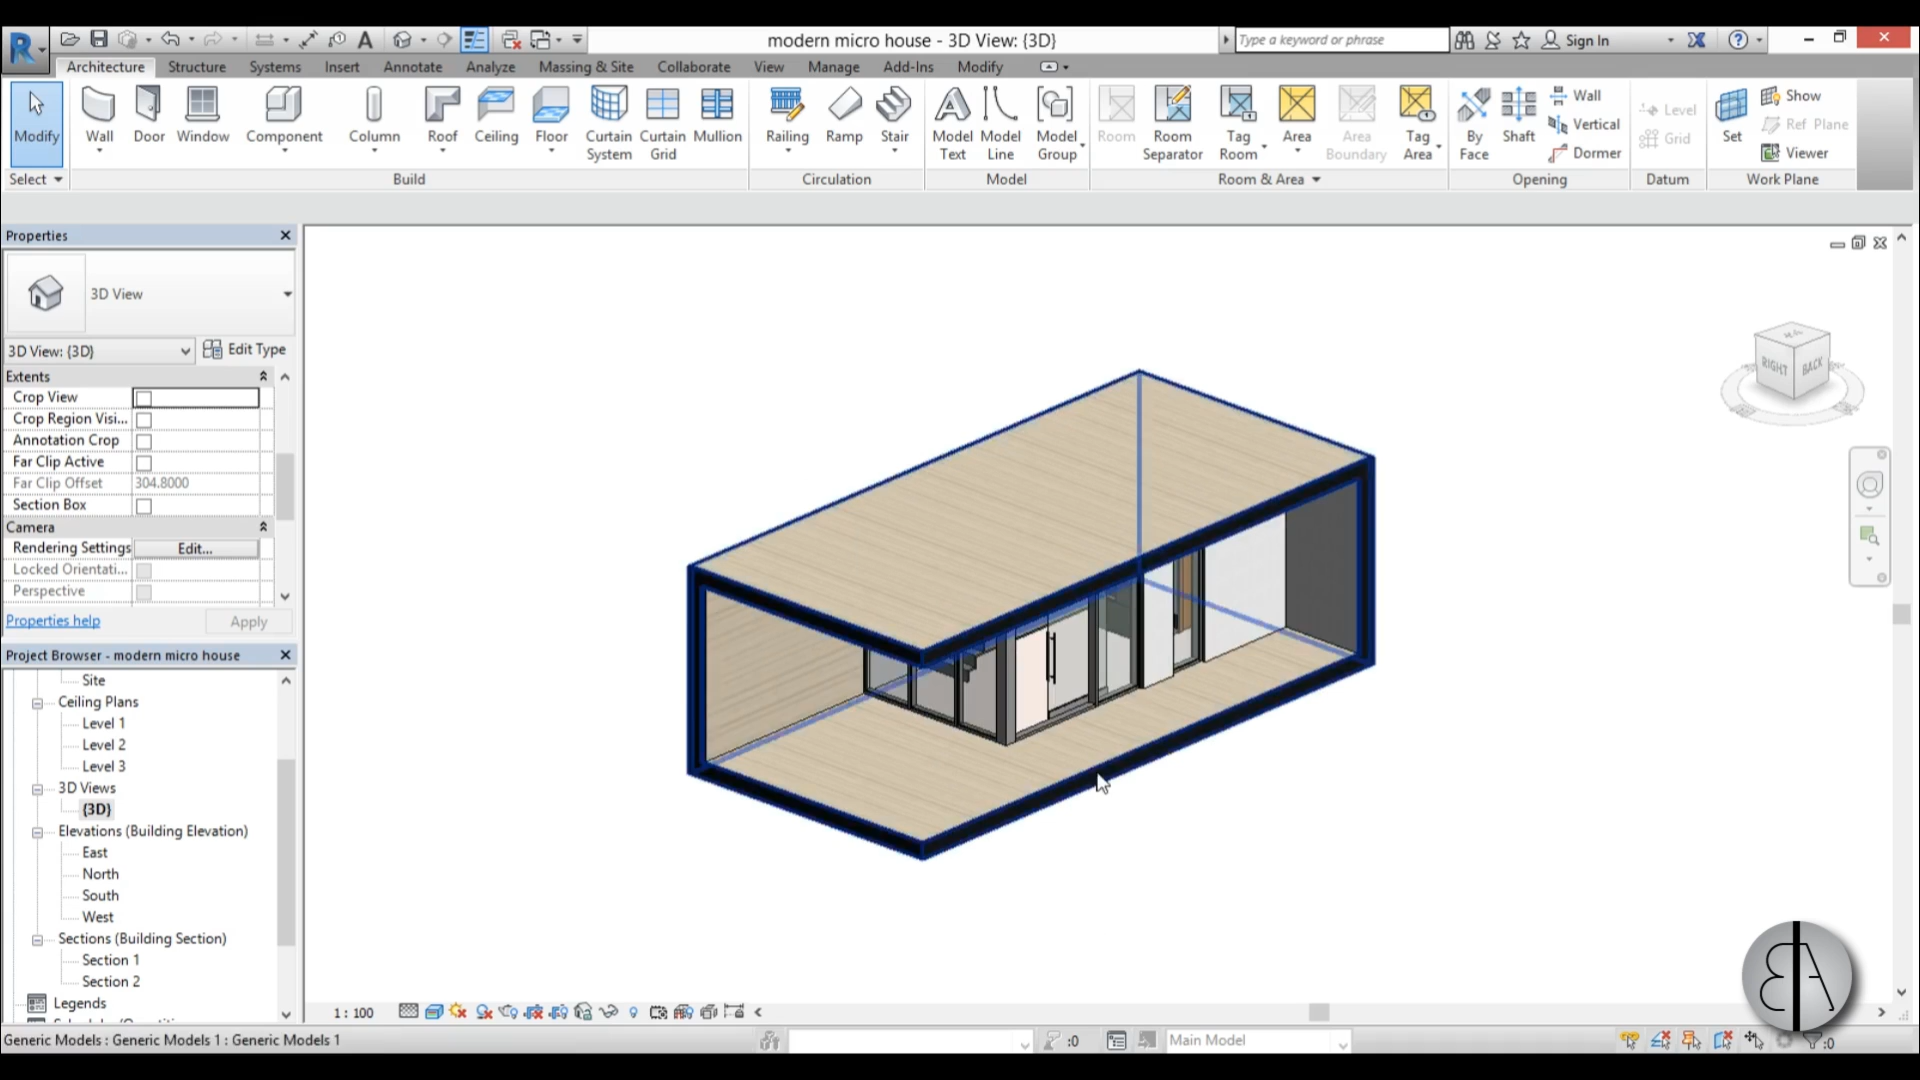 modern micro house - 3D View: {3D}
Type a keyword or phrase
Sign In
Architecture Structure Systems Insert Annotate Analyze Massing & Site Collaborate View Manage Add-Ins Modify
Modify
Wall
Door
Window
Component
Column
Roof
Ceiling
Floor
Curtain System
Curtain Grid
Mullion
Railing
Ramp
Stair
Model Text
Model Line
Model Group
Room
Room Separator
Tag Room
Area
Area Boundary
Tag Area
By Face
Shaft
Wall
Vertical
Dormer
Level
Grid
Set
Show
Ref Plane
Viewer
Select
Build
Circulation
Model
Room & Area
Opening
Datum
Work Plane
Properties
3D View
3D View: {3D}
Edit Type
Extents
Crop View
Crop Region Visi...
Annotation Crop
Far Clip Active
Far Clip Offset 304.8000
Section Box
Camera
Rendering Settings Edit...
Locked Orientati...
Perspective
Properties help
Apply
Project Browser - modern micro house
Site
Ceiling Plans
Level 1
Level 2
Level 3
3D Views
{3D}
Elevations (Building Elevation)
East
North
South
West
Sections (Building Section)
Section 1
Section 2
Legends
RIGHT
BACK
1 : 100
Generic Models : Generic Models 1 : Generic Models 1
:0
Main Model
:0